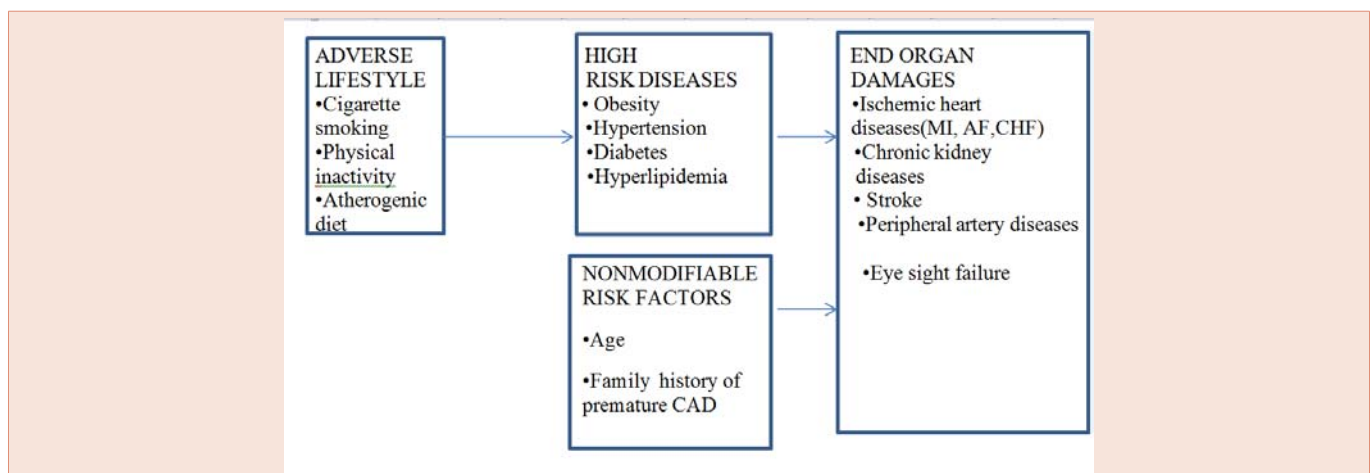 ADVERSE
LIFESTYLE
•Cigarette
smoking
•Physical
inactivity
•Atherogenic
diet
HIGH
RISK DISEASES
• Obesity
•Hypertension
•Diabetes
•Hyperlipidemia
NONMODIFIABLE
RISK FACTORS
•Age
•Family history of
premature CAD
END ORGAN
DAMAGES
•Ischemic heart
diseases(MI, AF,CHF)
•Chronic kidney
diseases
• Stroke
•Peripheral artery diseases
•Eye sight failure